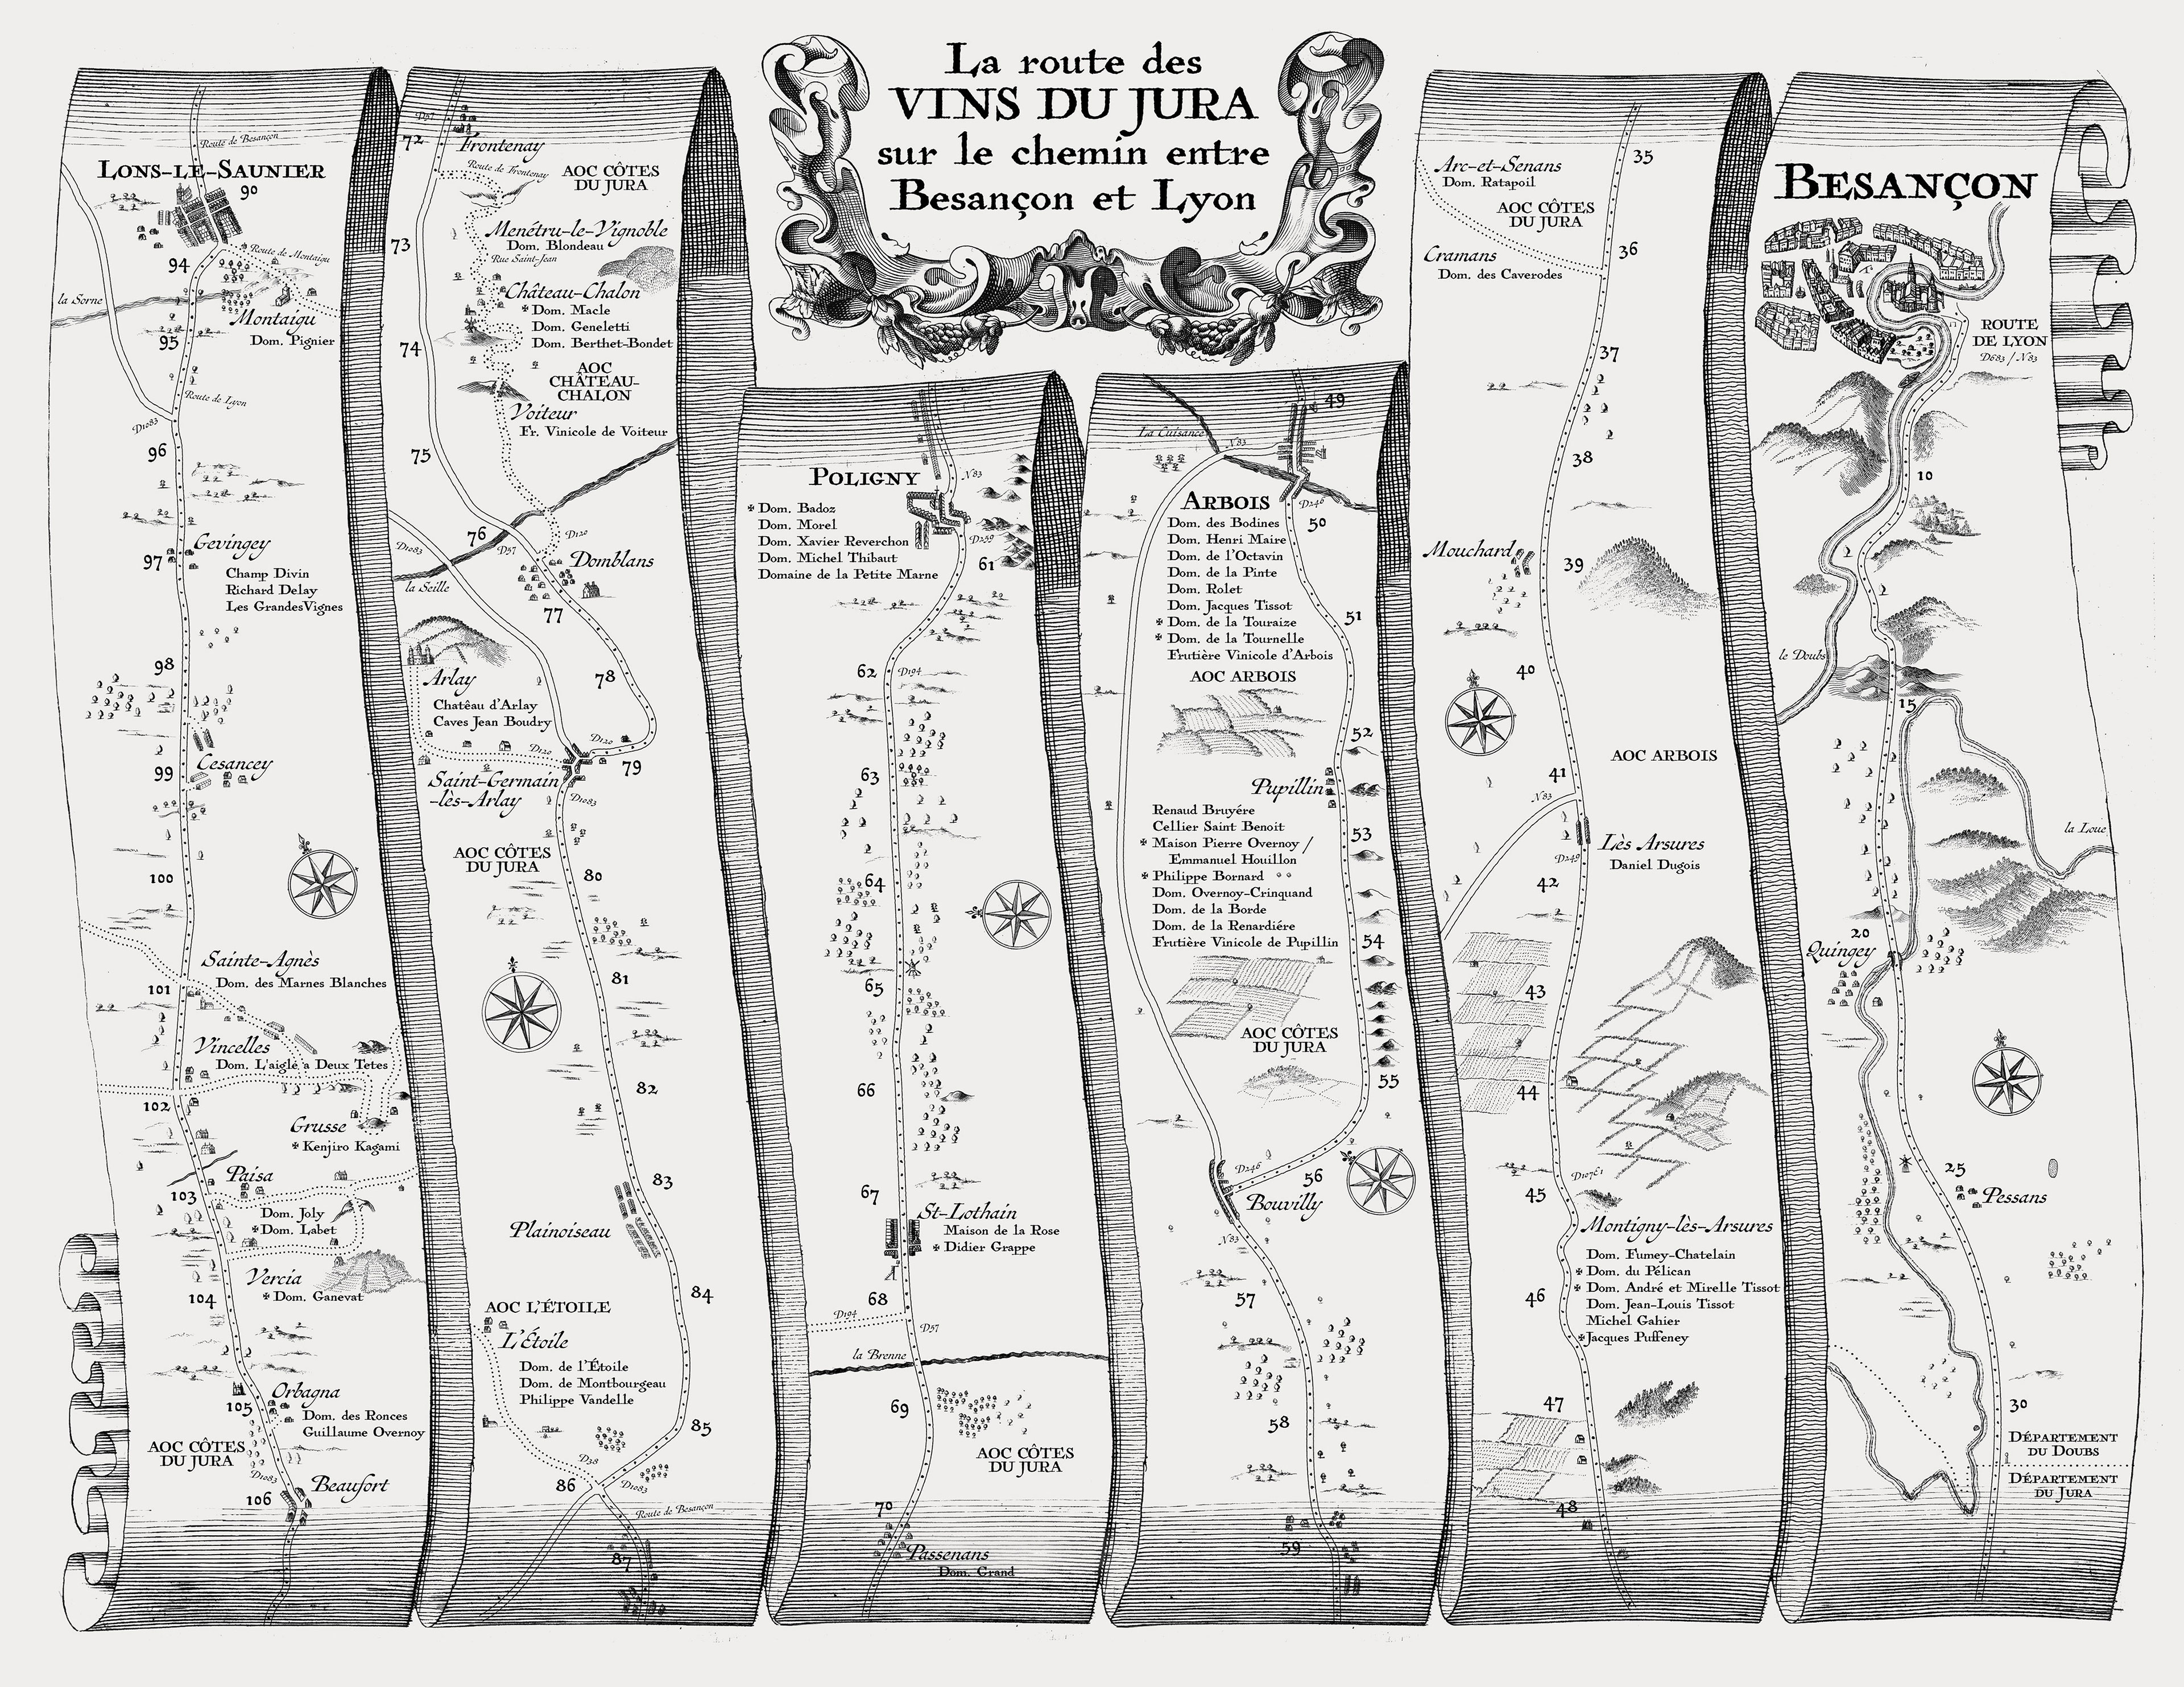 La route des
VINS DU JURA
sur le chemin entre
Besançon et Lyon
Route de Besançon
LONS-LE-SAUNIER
90
Route de Montaigu
94
la Sorne
Montaigu
Dom. Pignier
95
Route de Lyon
D1083
96
Gevingey
97
Champ Divin
Richard Delay
Les GrandesVignes
98
Cesancey
99
100
Sainte-Agnès
Dom. des Marnes Blanches
101
Vincelles
Dom. L'aigle a Deux Tetes
102
Grusse
Kenjiro Kagami
Paisa
103
Dom. Joly
Dom. Labet
Vercia
Dom. Ganevat
104
Orbagna
105
Dom. des Ronces
Guillaume Overnoy
AOC CÔTES
DU JURA
D1083
Beaufort
106
D57
72
Frontenay
Route de Frontenay
AOC CÔTES
DU JURA
Menétru-le-Vignoble
Dom. Blondeau
Rue Saint-Jean
73
Château-Chalon
Dom. Macle
Dom. Geneletti
Dom. Berthet-Bondet
74
AOC
CHÂTEAU-
CHALON
Voiteur
Fr. Vinicole de Voiteur
75
76
D57
D120
D1083
Domblans
la Seille
77
Arlay
78
Chatêau d'Arlay
Caves Jean Boudry
D120
D120
79
Saint-Germain
-lès-Arlay
D1083
AOC CÔTES
DU JURA
80
81
82
83
Plainoiseau
84
AOC L'ÉTOILE
L'Étoile
Dom. de l'Étoile
Dom. de Montbourgeau
Philippe Vandelle
85
D38
86
D1083
Route de Besançon
87
POLIGNY
N83
Dom. Badoz
Dom. Morel
Dom. Xavier Reverchon
Dom. Michel Thibaut
Domaine de la Petite Marne
D259
61
62
D194
63
64
65
66
67
St-Lothain
Maison de la Rose
Didier Grappe
68
D194
D57
la Brenne
69
AOC CÔTES
DU JURA
70
Passenans
Dom. Grand
49
La Cuisance
N83
ARBOIS
D246
50
Dom. des Bodines
Dom. Henri Maire
Dom. de l'Octavin
Dom. de la Pinte
Dom. Rolet
Dom. Jacques Tissot
Dom. de la Touraize
Dom. de la Tournelle
Frutière Vinicole d'Arbois
51
AOC ARBOIS
52
Pupillin
Renaud Bruyére
Cellier Saint Benoit
Maison Pierre Overnoy /
Emmanuel Houillon
Philippe Bornard
Dom. Overnoy-Crinquand
Dom. de la Borde
Dom. de la Renardiére
Frutière Vinicole de Pupillin
53
54
AOC CÔTES
DU JURA
55
D246
56
Bouvilly
N83
57
58
59
35
Arc-et-Senans
Dom. Ratapoil
AOC CÔTES
DU JURA
36
Cramans
Dom. des Caverodes
37
38
Mouchard
39
40
AOC ARBOIS
41
N83
Lès Arsures
Daniel Dugois
D249
42
43
44
D107E1
45
Montigny-lès-Arsures
Dom. Fumey-Chatelain
Dom. du Pélican
Dom. André et Mirelle Tissot
Dom. Jean-Louis Tissot
Michel Gahier
Jacques Puffeney
46
47
48
BESANÇON
ROUTE
DE LYON
D683 / N83
10
le Doubs
15
la Loue
20
Quingey
25
Pessans
30
DÉPARTEMENT
DU DOUBS
DÉPARTEMENT
DU JURA